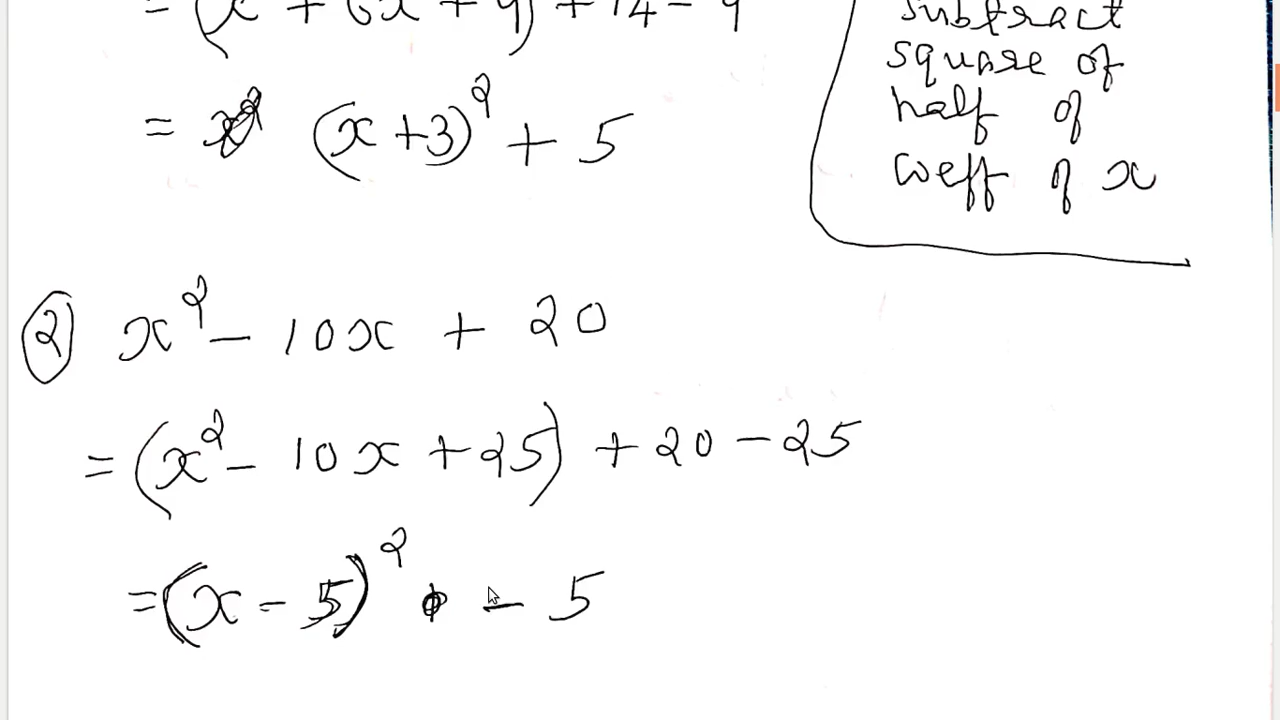 = (x + 6x + 9) + 14 - 9
= (x + 3)² + 5
subtract
square of
half of
coeff of x
② x² - 10x + 20
= (x² - 10x + 25) + 20 - 25
= (x - 5)² - 5